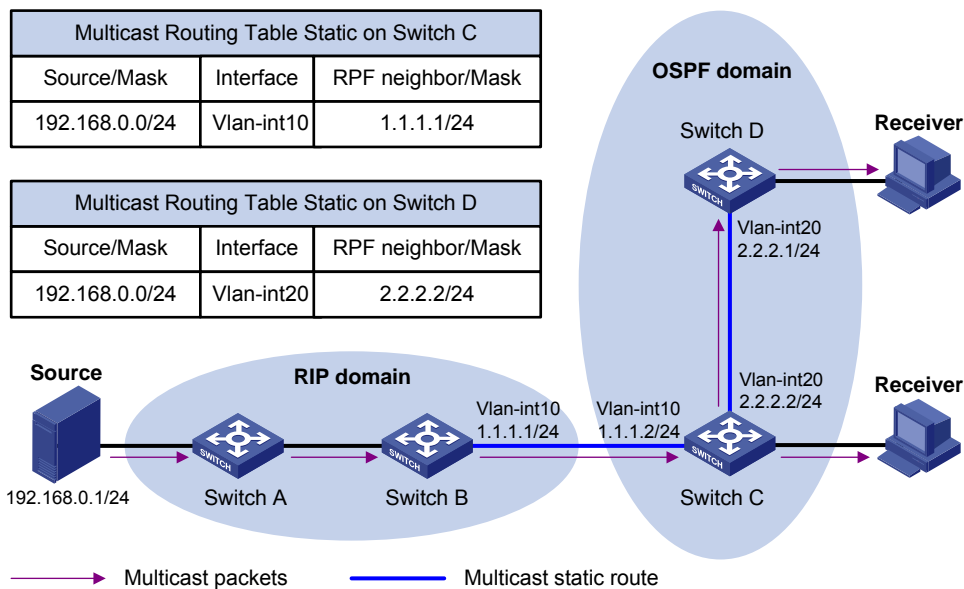 Multicast Routing Table Static on Switch C
Source/Mask Interface RPF neighbor/Mask
192.168.0.0/24 Vlan-int10 1.1.1.1/24
Multicast Routing Table Static on Switch D
Source/Mask Interface RPF neighbor/Mask
192.168.0.0/24 Vlan-int20 2.2.2.2/24
OSPF domain
Switch D
SWITCH
Receiver
Vlan-int20
2.2.2.1/24
Source
192.168.0.1/24
RIP domain
SWITCH
Switch A
SWITCH
Switch B
Vlan-int10
1.1.1.1/24
Vlan-int10
1.1.1.2/24
Vlan-int20
2.2.2.2/24
SWITCH
Switch C
Receiver
Multicast packets
Multicast static route